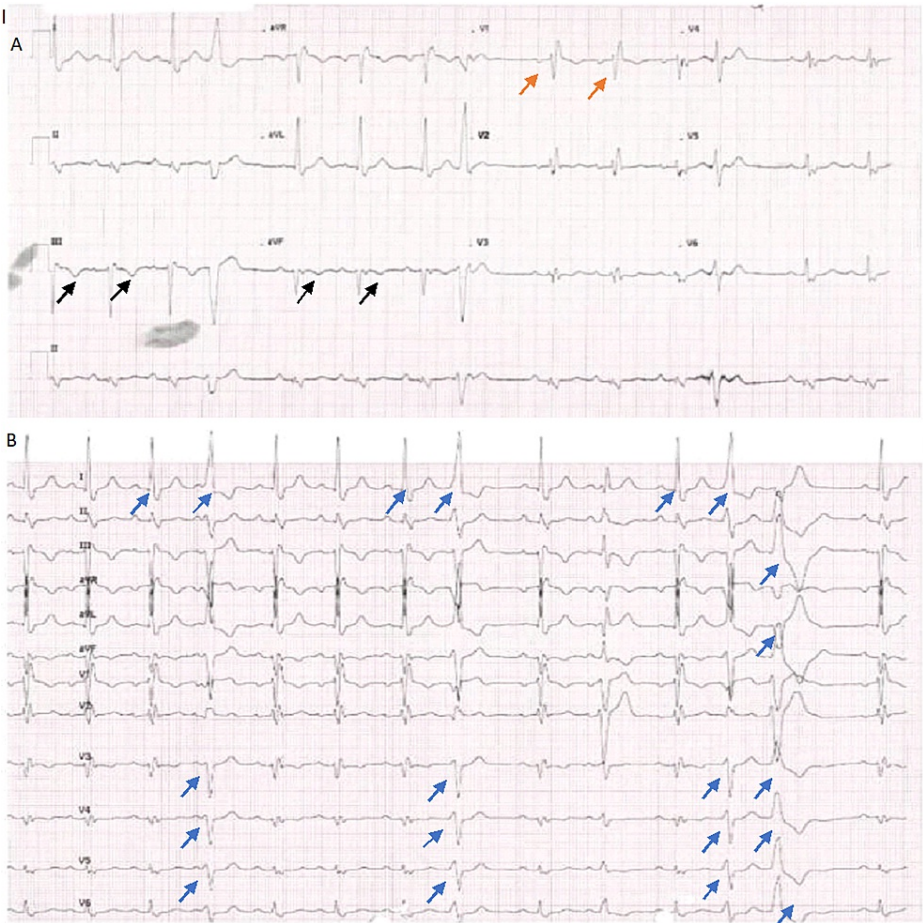 I
A
I aVR V1 V4
II aVL V2 V5
III aVF V3 V6
II
B
I
II
III
aVR
aVL
aVF
V1
V2
V3
V4
V5
V6